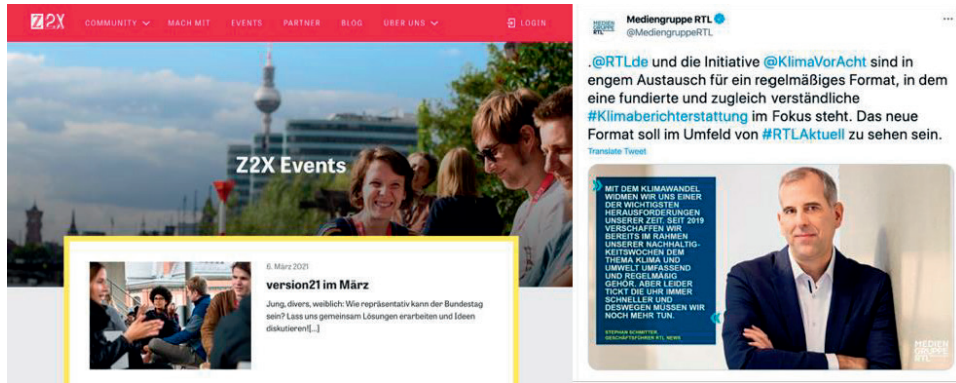 Z2X
COMMUNITY
MACH MIT
EVENTS
PARTNER
BLOG
ÜBER UNS
LOGIN
Z2X Events
6. März 2021
version21 im März
Jung, divers, weiblich: Wie repräsentativ kann der Bundestag
sein? Lass uns gemeinsam Lösungen erarbeiten und Ideen
diskutieren![...]
MEDIEN
GRUPPE
RTL
Mediengruppe RTL
@MediengruppeRTL
.@RTLde und die Initiative @KlimaVorAcht sind in
engem Austausch für ein regelmäßiges Format, in dem
eine fundierte und zugleich verständliche
#Klimaberichterstattung im Fokus steht. Das neue
Format soll im Umfeld von #RTLAktuell zu sehen sein.
Translate Tweet
MIT DEM KLIMAWANDEL
WIDMEN WIR UNS EINER
DER WICHTIGSTEN
HERAUSFORDERUNGEN
UNSERER ZEIT. SEIT 2019
VERSCHAFFEN WIR
BEREITS IM RAHMEN
UNSERER NACHHALTIG-
KEITSWOCHEN DEM
THEMA KLIMA UND
UMWELT UMFASSEND
UND REGELMÄSSIG
GEHÖR. ABER LEIDER
TICKT DIE UHR IMMER
SCHNELLER UND
DESWEGEN MÜSSEN WIR
NOCH MEHR TUN.
STEPHAN SCHMITTER
GESCHÄFTSFÜHRER RTL NEWS
MEDIEN
GRUPPE
RTL